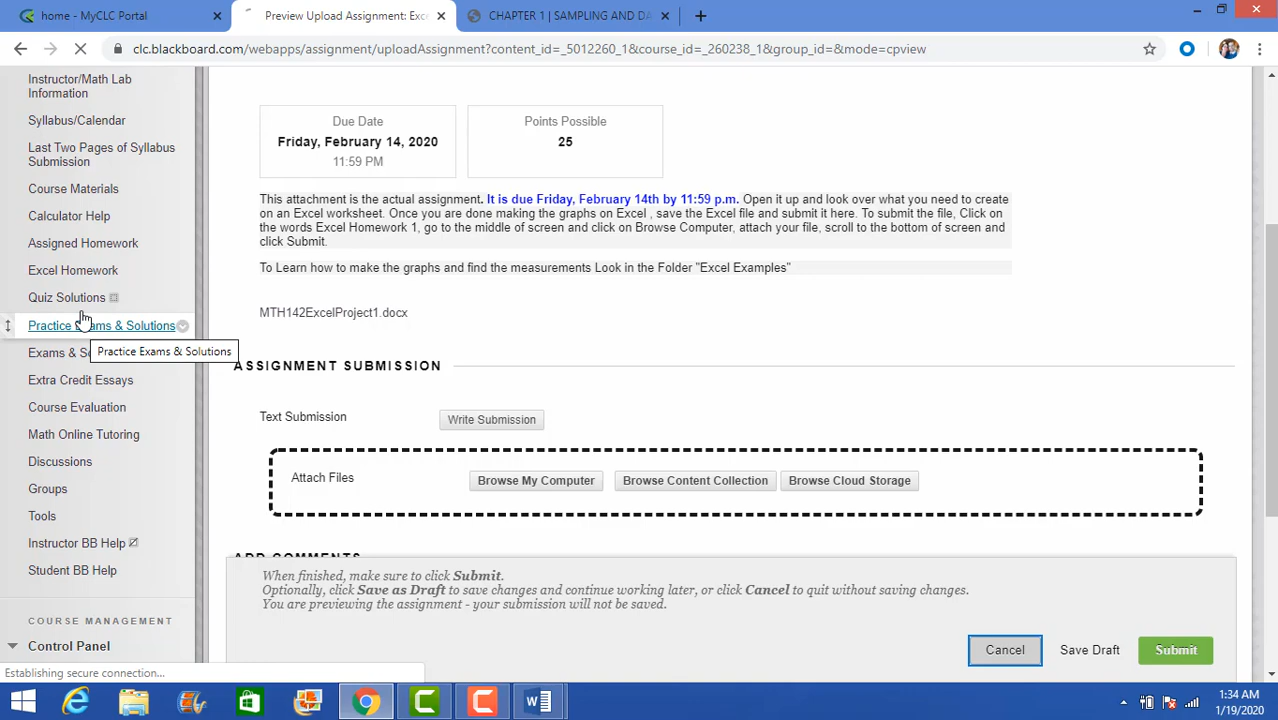 home - MyCLC Portal
Preview Upload Assignment: Exc
CHAPTER 1 | SAMPLING AND DA
clc.blackboard.com/webapps/assignment/uploadAssignment?content_id=_5012260_1&course_id=_260238_1&group_id=&mode=cpview
Instructor/Math Lab
Information
Syllabus/Calendar
Last Two Pages of Syllabus
Submission
Course Materials
Calculator Help
Assigned Homework
Excel Homework
Quiz Solutions
Practice Exams & Solutions
Practice Exams & Solutions
Exams & So
Extra Credit Essays
Course Evaluation
Math Online Tutoring
Discussions
Groups
Tools
Instructor BB Help
Student BB Help
COURSE MANAGEMENT
Control Panel
Establishing secure connection...
Due Date
Friday, February 14, 2020
11:59 PM
Points Possible
25
This attachment is the actual assignment. It is due Friday, February 14th by 11:59 p.m. Open it up and look over what you need to create
on an Excel worksheet. Once you are done making the graphs on Excel , save the Excel file and submit it here. To submit the file, Click on
the words Excel Homework 1, go to the middle of screen and click on Browse Computer, attach your file, scroll to the bottom of screen and
click Submit.
To Learn how to make the graphs and find the measurements Look in the Folder "Excel Examples"
MTH142ExcelProject1.docx
ASSIGNMENT SUBMISSION
Text Submission
Write Submission
Attach Files
Browse My Computer
Browse Content Collection
Browse Cloud Storage
ADD COMMENTS
When finished, make sure to click Submit.
Optionally, click Save as Draft to save changes and continue working later, or click Cancel to quit without saving changes.
You are previewing the assignment - your submission will not be saved.
Cancel
Save Draft
Submit
1:34 AM
1/19/2020